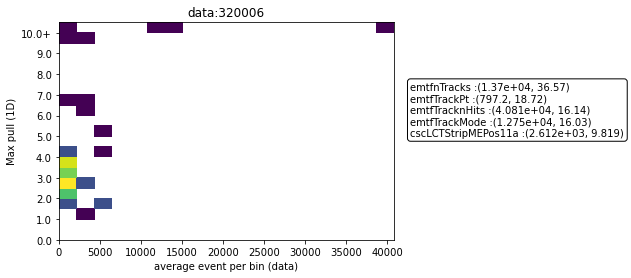 data:320006
Max pull (1D)
10.0+
9.0
8.0
7.0
6.0
5.0
4.0
3.0
2.0
1.0
0.0
0
5000
10000
15000
20000
25000
30000
35000
40000
average event per bin (data)
emtfnTracks :(1.37e+04, 36.57)
emtfTrackPt :(797.2, 18.72)
emtfTracknHits :(4.081e+04, 16.14)
emtfTrackMode :(1.275e+04, 16.03)
cscLCTStripMEPos11a :(2.612e+03, 9.819)